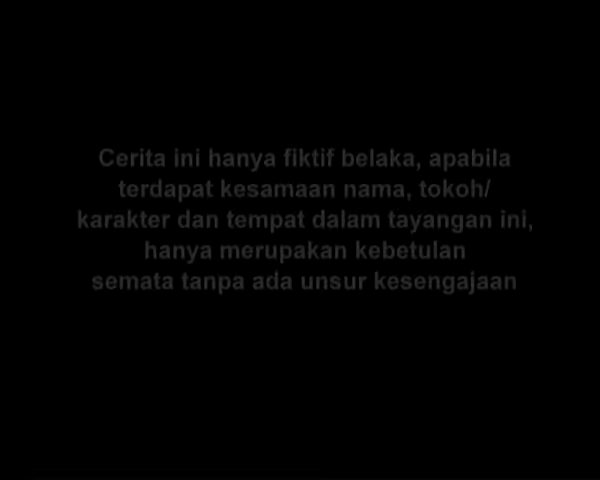 Cerita ini hanya fiktif belaka, apabila
terdapat kesamaan nama, tokoh/
karakter dan tempat dalam tayangan ini,
hanya merupakan kebetulan
semata tanpa ada unsur kesengajaan